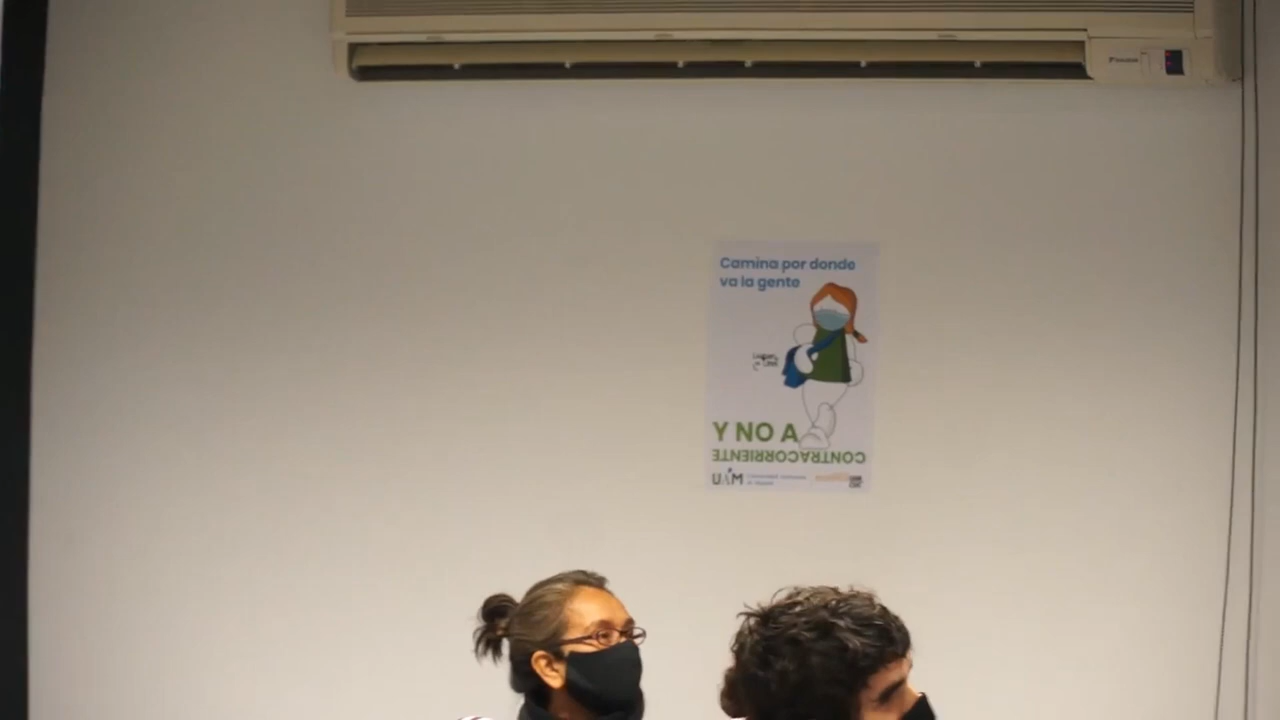 Camina por donde
va la gente
Y NO A
CONTRACORRIENTE
UAM